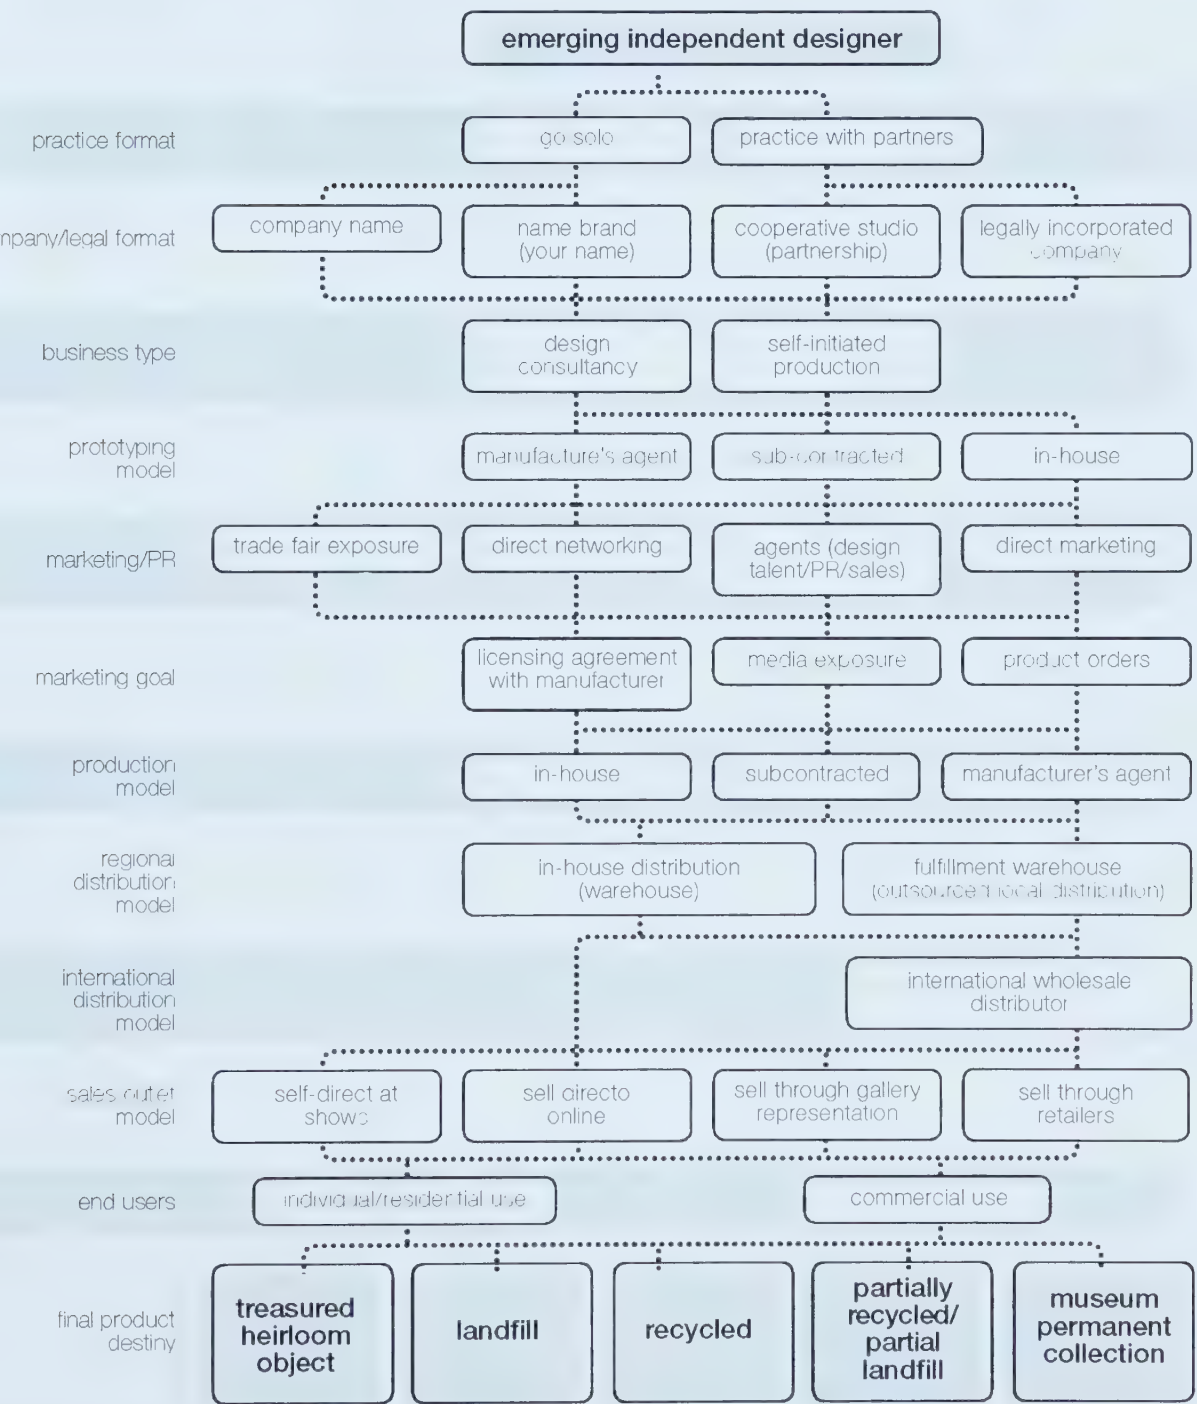 emerging independent designer
practice format
go solo
practice with partners
npany/legal format
company name
name brand
(your name)
cooperative studio
(partnership)
legally incorporated
company
business type
design
consultancy
self-initiated
production
prototyping
model
manufacture's agent
sub-contracted
in-house
marketing/PR
trade fair exposure
direct networking
agents (design
talent/PR/sales)
direct marketing
marketing goal
licensing agreement
with manufacturer
media exposure
product orders
production
model
in-house
subcontracted
manufacturer's agent
regional
distribution
model
in-house distribution
(warehouse)
fulfillment warehouse
(outsourced local distribution)
international
distribution
model
international wholesale
distributor
sales outlet
model
self-direct at
shows
sell directo
online
sell through gallery
representation
sell through
retailers
end users
individual/residential use
commercial use
final product
destiny
treasured
heirloom
object
landfill
recycled
partially
recycled/
partial
landfill
museum
permanent
collection